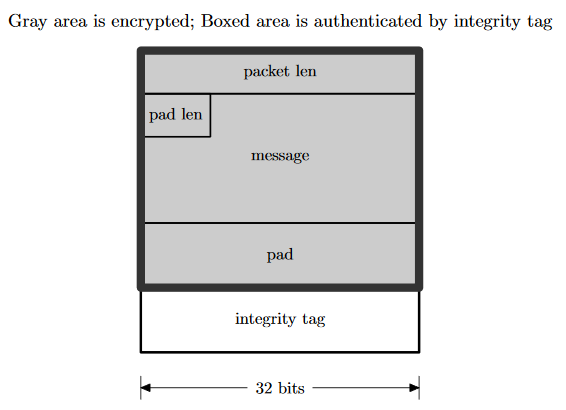 Gray area is encrypted; Boxed area is authenticated by integrity tag
packet len
pad len
message
pad
integrity tag
32 bits